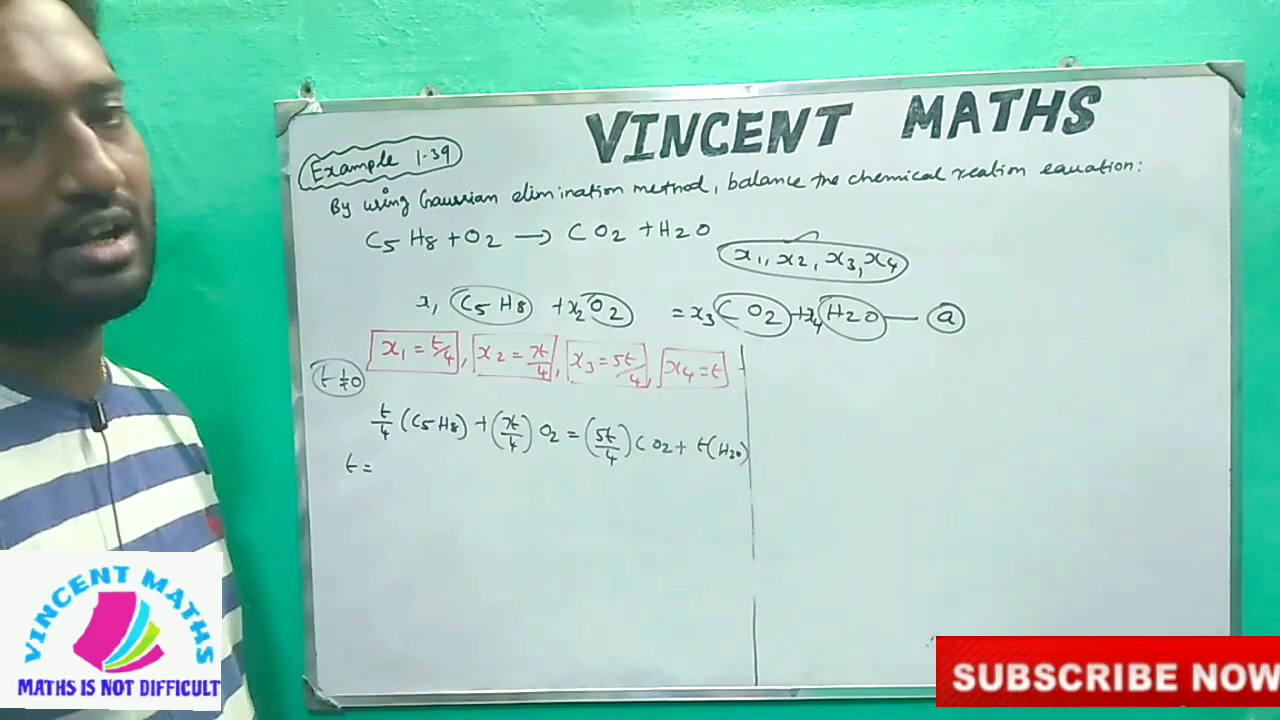 VINCENT MATHS
Example 1.39
By using Gaussian elimination method, balance the chemical reation equation:
C5 H8 + O2 → CO2 + H2O
x1, x2, x3, x4
x1 C5 H8 + x2 O2 = x3 CO2 + x4 H2O — a
x1 = t/4, x2 = 7t/4, x3 = 5t/4, x4 = t
t ≠ 0
t/4 (C5 H8) + (7t/4) O2 = (5t/4) CO2 + t(H2O)
t =
VINCENT MATHS
MATHS IS NOT DIFFICULT
SUBSCRIBE NOW